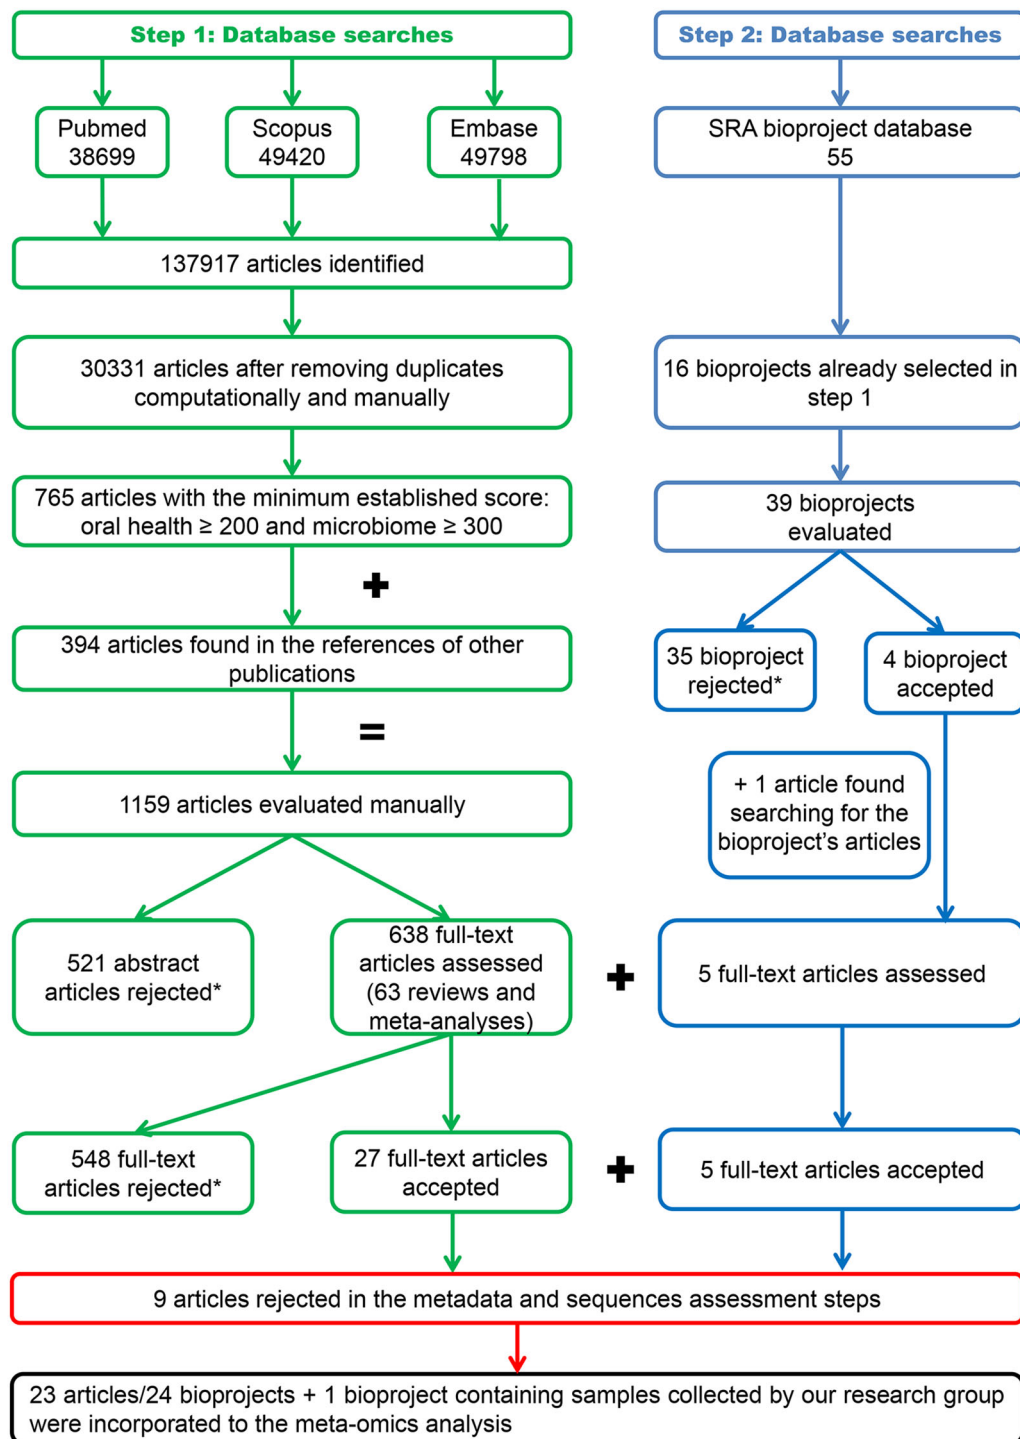 Step 1: Database searches
Pubmed
38699
Scopus
49420
Embase
49798
137917 articles identified
30331 articles after removing duplicates
computationally and manually
765 articles with the minimum established score:
oral health ≥ 200 and microbiome ≥ 300
+
394 articles found in the references of other
publications
=
1159 articles evaluated manually
521 abstract
articles rejected*
638 full-text
articles assessed
(63 reviews and
meta-analyses)
548 full-text
articles rejected*
27 full-text articles
accepted
Step 2: Database searches
SRA bioproject database
55
16 bioprojects already selected in
step 1
39 bioprojects
evaluated
35 bioproject
rejected*
4 bioproject
accepted
+ 1 article found
searching for the
bioproject's articles
+
5 full-text articles assessed
+
5 full-text articles accepted
9 articles rejected in the metadata and sequences assessment steps
23 articles/24 bioprojects + 1 bioproject containing samples collected by our research group
were incorporated to the meta-omics analysis